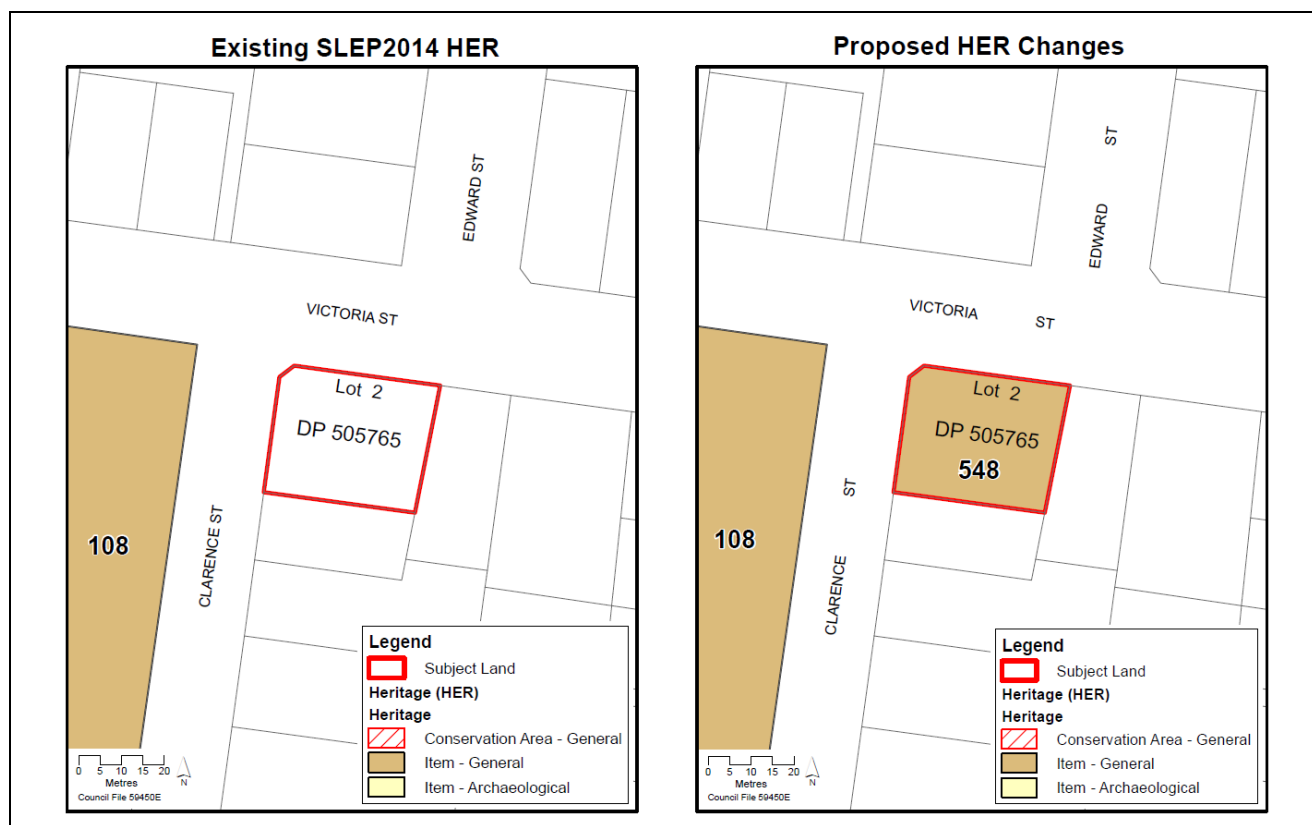 Existing SLEP2014 HER
EDWARD ST
VICTORIA ST
Lot 2
DP 505765
108
CLARENCE ST
Legend
Subject Land
Heritage (HER)
Heritage
Conservation Area - General
Item - General
Item - Archaeological
0 5 10 15 20
Metres
Council File 59450E
N
Proposed HER Changes
EDWARD ST
VICTORIA ST
Lot 2
DP 505765
548
108
CLARENCE ST
Legend
Subject Land
Heritage (HER)
Heritage
Conservation Area - General
Item - General
Item - Archaeological
0 5 10 15 20
Metres
Council File 59450E
N